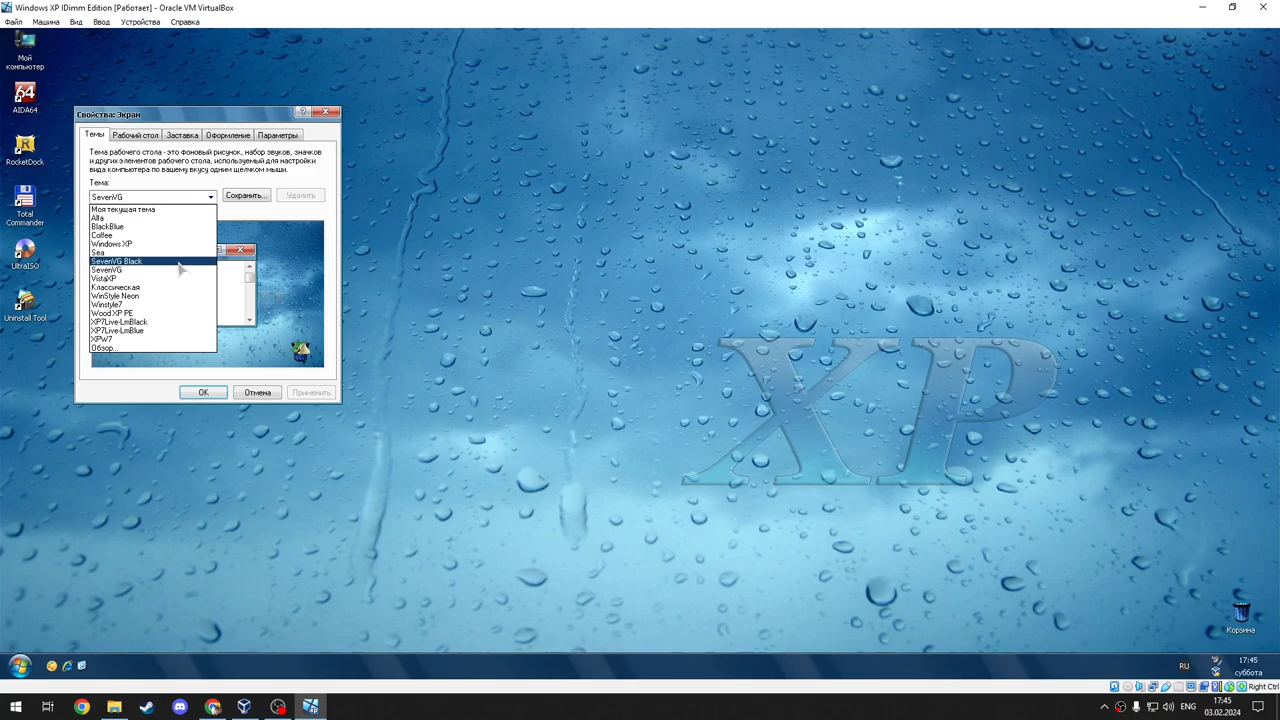 Windows XP IDimm Edition [Работает] - Oracle VM VirtualBox
Файл Машина Вид Ввод Устройства Справка
Мой
компьютер
AIDA64
RocketDock
Total
Commander
UltraISO
Uninstall Tool
Свойства: Экран
Темы Рабочий стол Заставка Оформление Параметры
Тема рабочего стола - это фоновый рисунок, набор звуков, значков
и других элементов рабочего стола, используемый для настройки
вида компьютера по вашему вкусу одним щелчком мыши.
Тема:
SevenVG Сохранить... Удалить
Моя текущая тема
Alfa
BlackBlue
Coffee
Windows XP
Sea
SevenVG Black
SevenVG
VistaXP
Классическая
WinStyle Neon
Winstyle7
Wood XP PE
XP7Live-LmBlack
XP7Live-LmBlue
XPW7
Обзор...
OK Отмена Применить
XP
Корзина
RU 17:45
суббота
Right Ctrl
ENG 17:45
03.02.2024